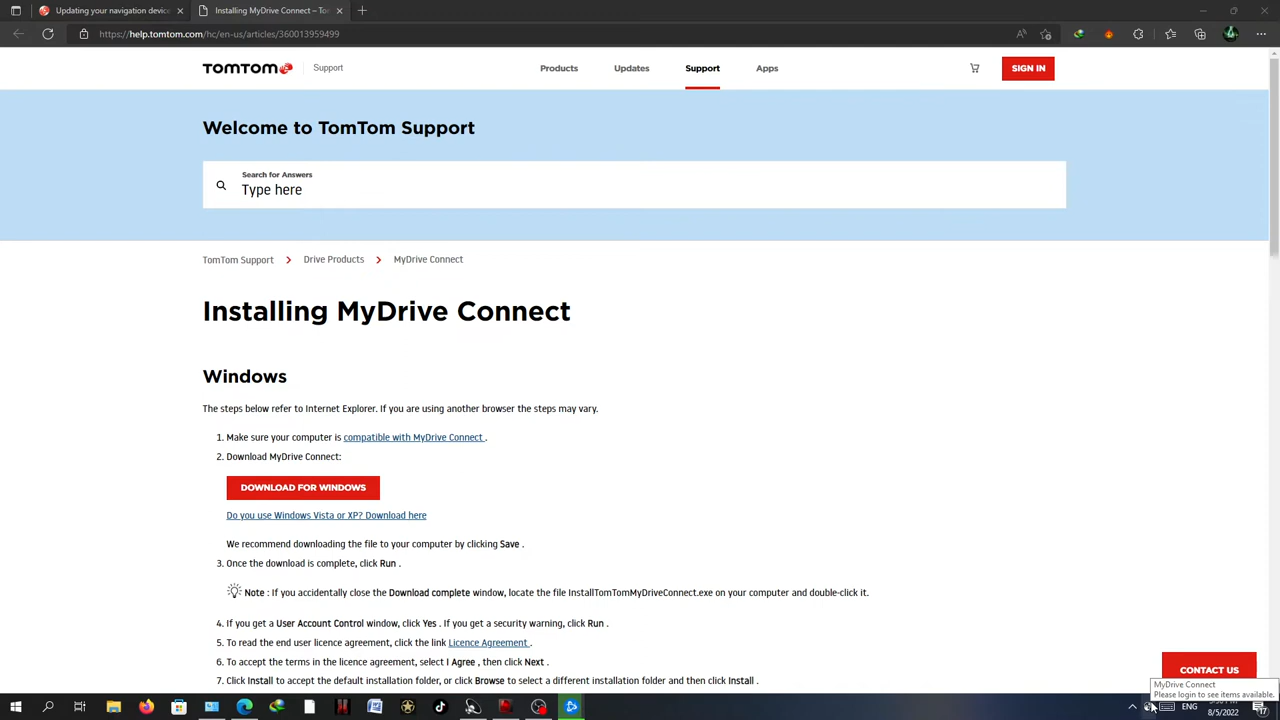 Updating your navigation devic
Installing MyDrive Connect – Tom
https://help.tomtom.com/hc/en-us/articles/360013959499
TOMTOM
Support
Products
Updates
Support
Apps
SIGN IN
Welcome to TomTom Support
Search for Answers
Type here
TomTom Support
Drive Products
MyDrive Connect
Installing MyDrive Connect
Windows
The steps below refer to Internet Explorer. If you are using another browser the steps may vary.
1. Make sure your computer is compatible with MyDrive Connect .
2. Download MyDrive Connect:
DOWNLOAD FOR WINDOWS
Do you use Windows Vista or XP? Download here
We recommend downloading the file to your computer by clicking Save .
3. Once the download is complete, click Run .
Note : If you accidentally close the Download complete window, locate the file InstallTomTomMyDriveConnect.exe on your computer and double-click it.
4. If you get a User Account Control window, click Yes . If you get a security warning, click Run .
5. To read the end user licence agreement, click the link Licence Agreement .
6. To accept the terms in the licence agreement, select I Agree , then click Next .
7. Click Install to accept the default installation folder, or click Browse to select a different installation folder and then click Install .
CONTACT US
MyDrive Connect
Please login to see items available.
ENG
8/5/2022